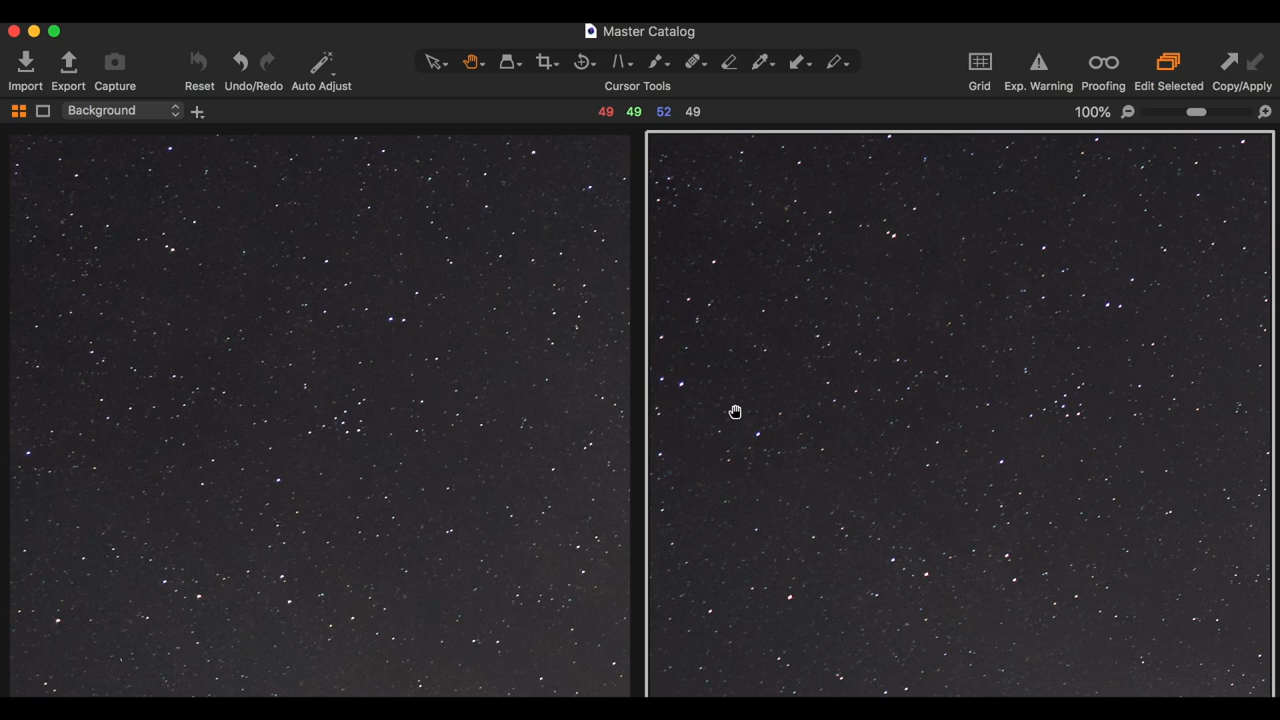 Master Catalog
Import Export Capture Reset Undo/Redo Auto Adjust Cursor Tools Grid Exp. Warning Proofing Edit Selected Copy/Apply
Background 49 49 52 49 100%